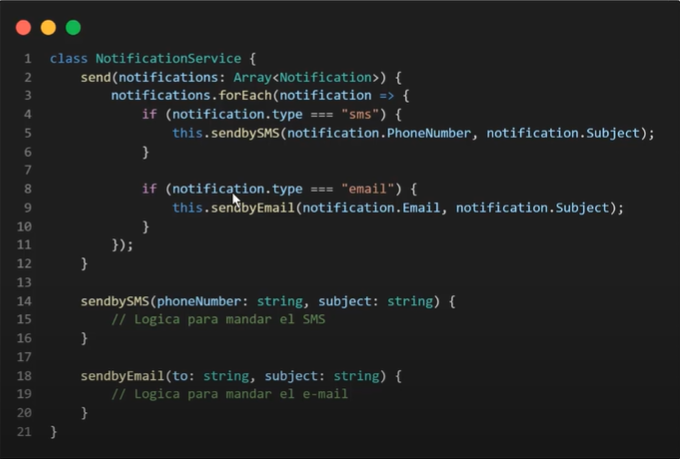 1 class NotificationService {
2 send(notifications: Array<Notification>) {
3 notifications.forEach(notification => {
4 if (notification.type === "sms") {
5 this.sendbySMS(notification.PhoneNumber, notification.Subject);
6 }
7
8 if (notification.type === "email") {
9 this.sendbyEmail(notification.Email, notification.Subject);
10 }
11 });
12 }
13
14 sendbySMS(phoneNumber: string, subject: string) {
15 // Logica para mandar el SMS
16 }
17
18 sendbyEmail(to: string, subject: string) {
19 // Logica para mandar el e-mail
20 }
21 }